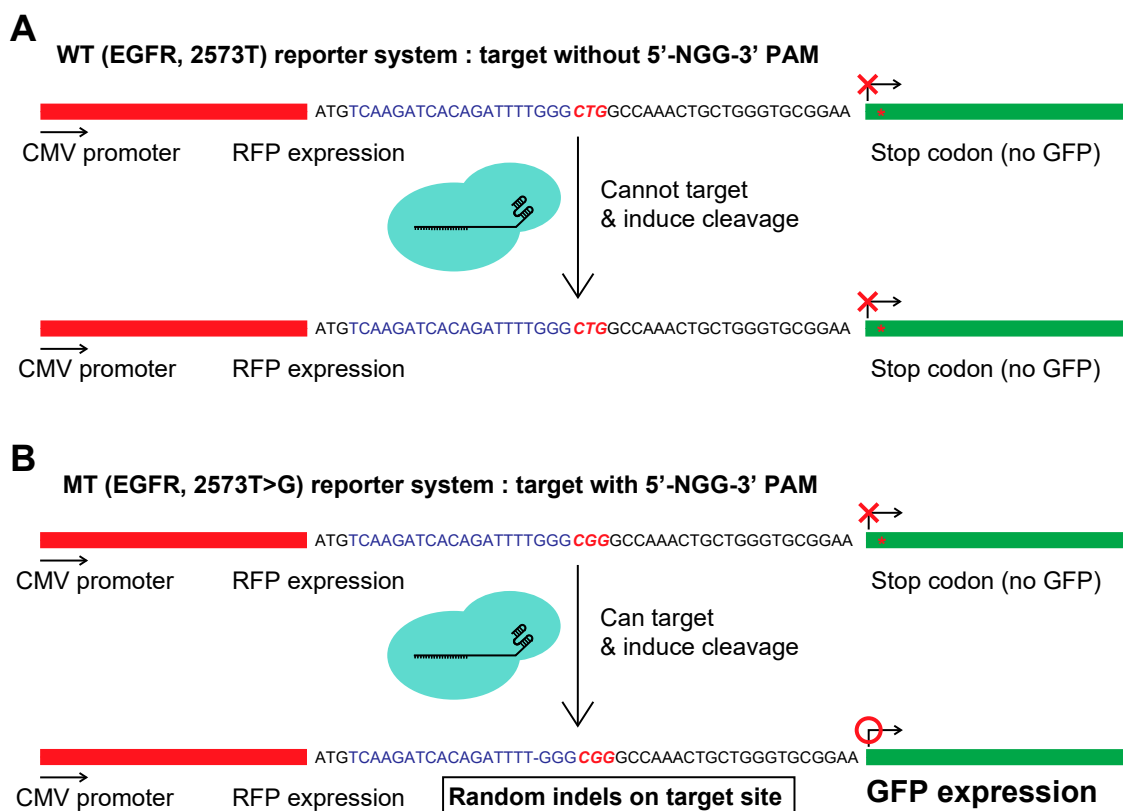 A
WT (EGFR, 2573T) reporter system : target without 5’-NGG-3’ PAM
ATGTCAAGATCACAGATTTTGGGCTGGCCAAACTGCTGGGTGCGGAA
*
CMV promoter RFP expression Stop codon (no GFP)
Cannot target
& induce cleavage
ATGTCAAGATCACAGATTTTGGGCTGGCCAAACTGCTGGGTGCGGAA
*
CMV promoter RFP expression Stop codon (no GFP)
B
MT (EGFR, 2573T>G) reporter system : target with 5’-NGG-3’ PAM
ATGTCAAGATCACAGATTTTGGGCGGGCCAAACTGCTGGGTGCGGAA
*
CMV promoter RFP expression Stop codon (no GFP)
Can target
& induce cleavage
ATGTCAAGATCACAGATTTT-GGGCGGGCCAAACTGCTGGGTGCGGAA
CMV promoter RFP expression Random indels on target site GFP expression